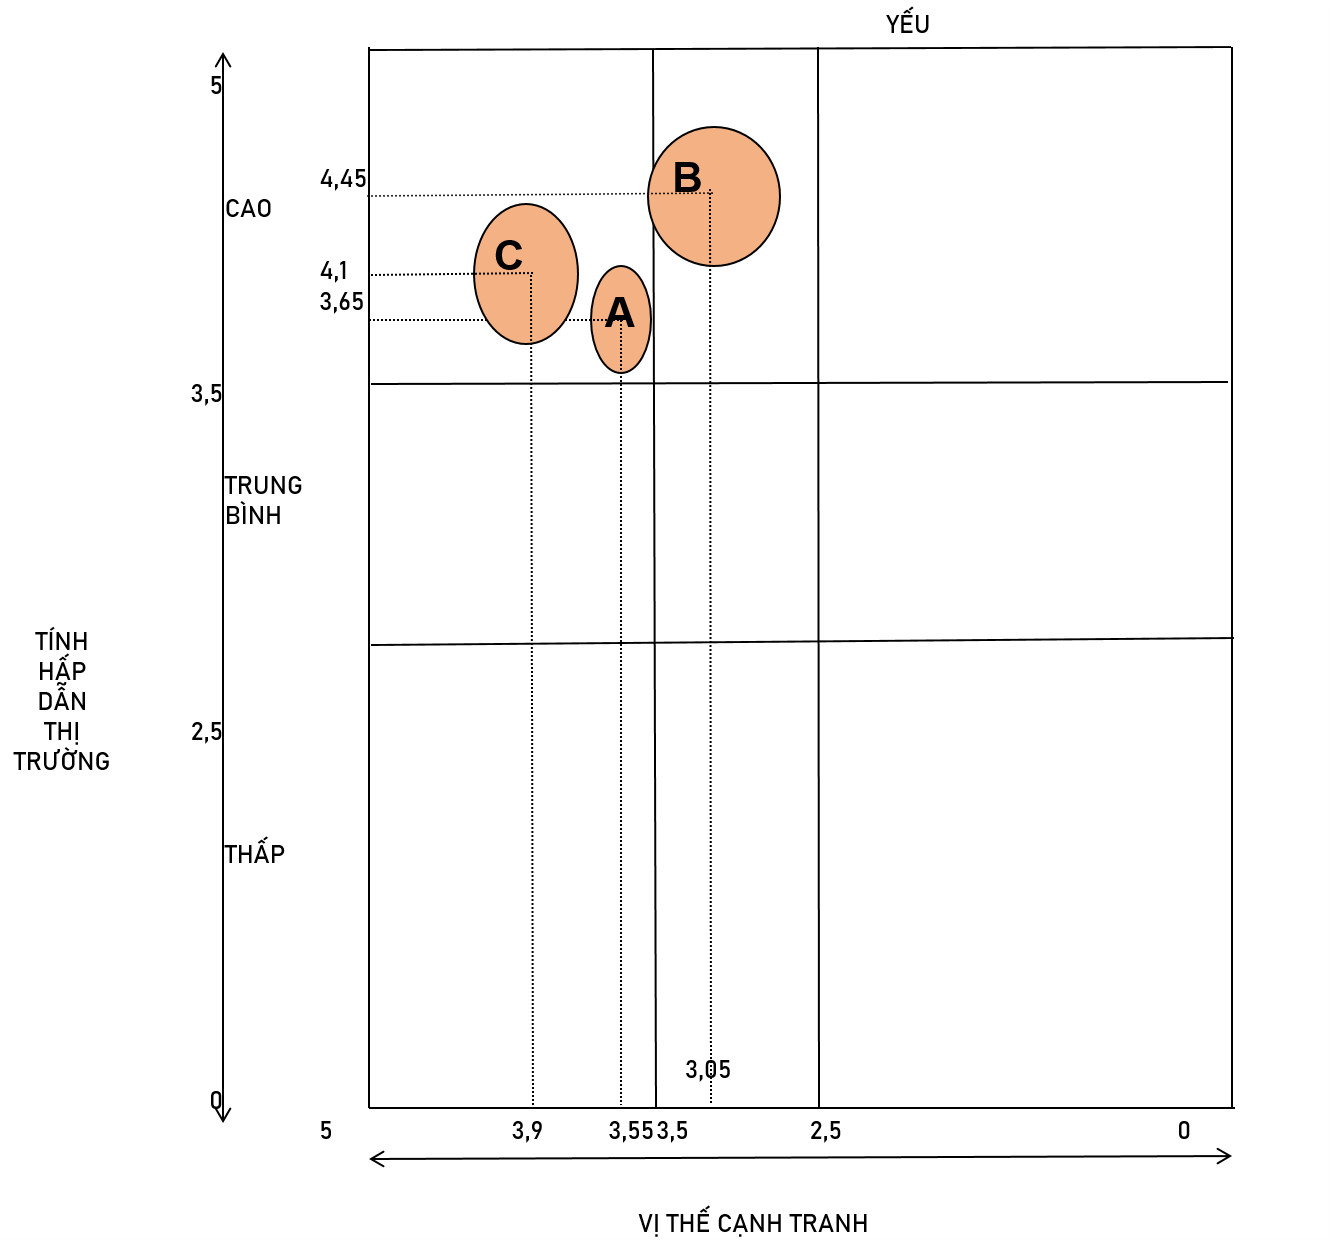 YẾU
5
4,45
B
CAO
C
4,1
3,65
A
3,5
TRUNG
BÌNH
TÍNH
HẤP
DẪN
THỊ
TRƯỜNG
2,5
THẤP
3,05
0
5
3,9
3,55
3,5
2,5
0
VỊ THẾ CẠNH TRANH